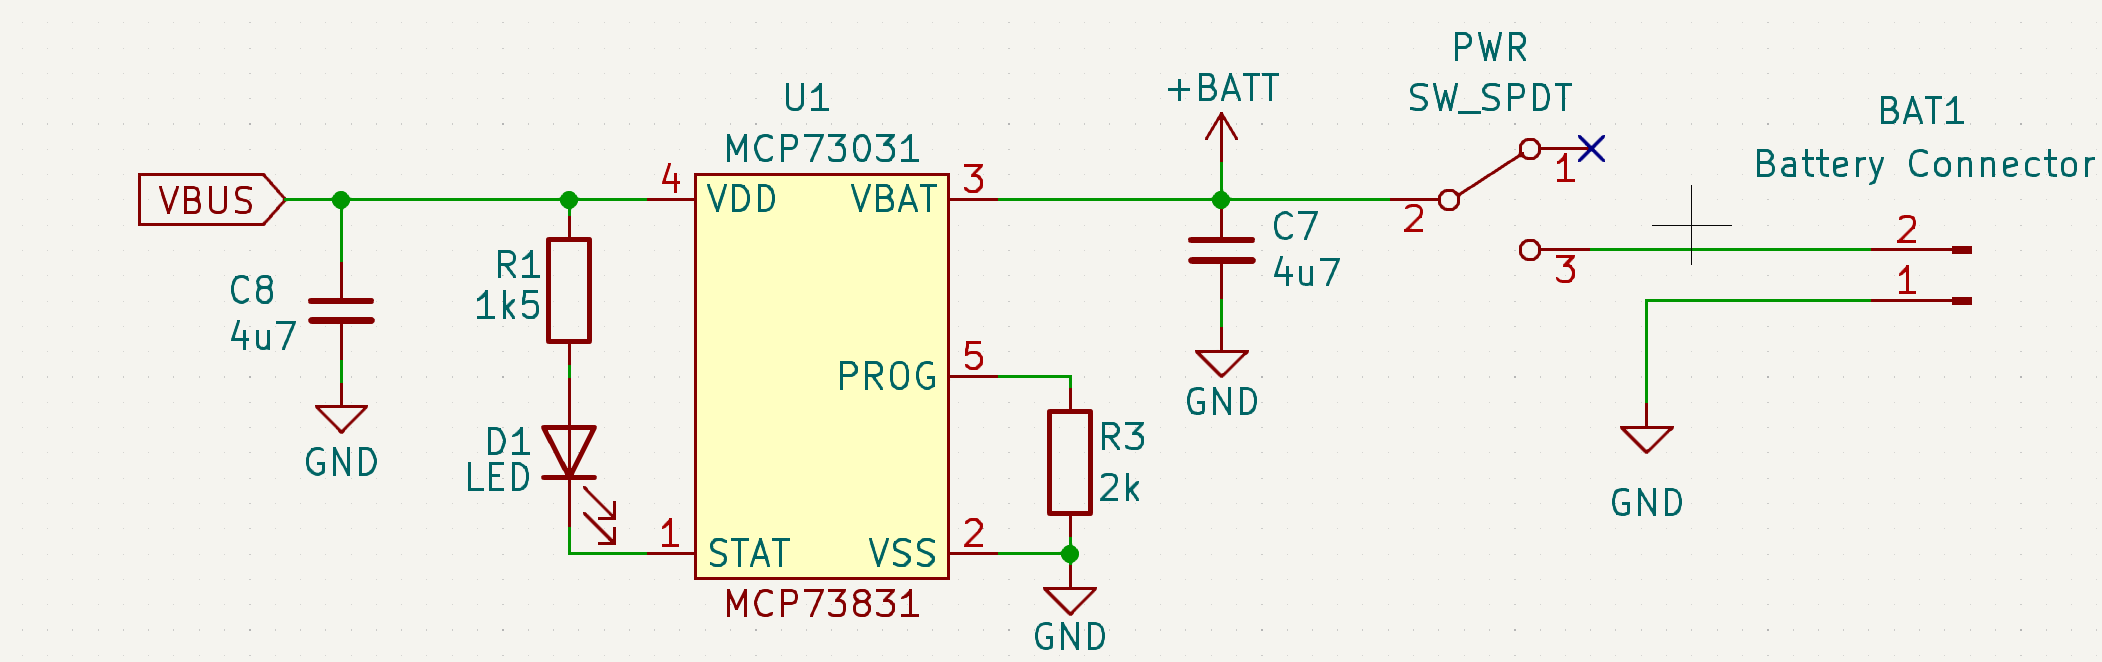 PWR
SW_SPDT
+BATT
U1
MCP73031
BAT1
Battery Connector
VBUS
4
VDD
VBAT
3
2
1
3
2
1
C7
4u7
R1
1k5
C8
4u7
PROG
5
GND
GND
D1
LED
R3
2k
GND
1
STAT
VSS
2
MCP73831
GND